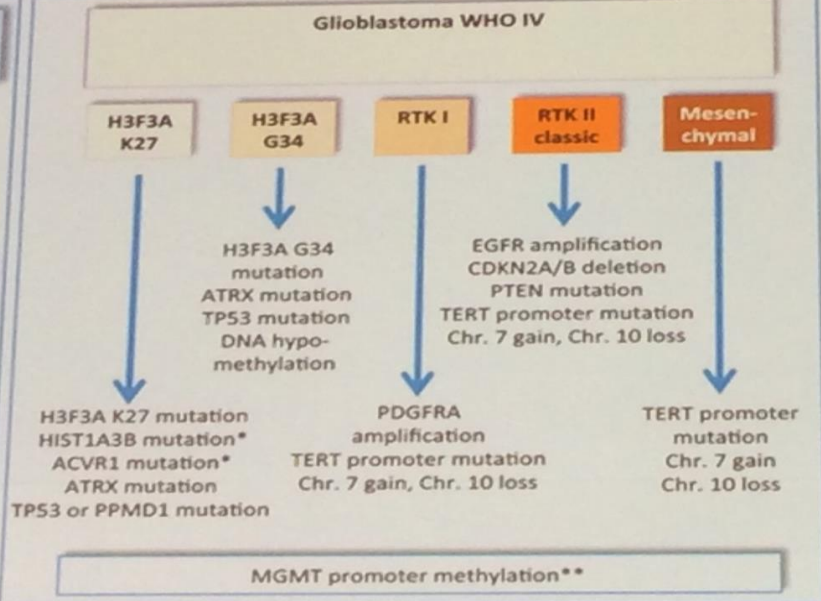 Glioblastoma WHO IV
H3F3A
K27
H3F3A
G34
RTK I
RTK II
classic
Mesen-
chymal
H3F3A G34
mutation
ATRX mutation
TP53 mutation
DNA hypo-
methylation
EGFR amplification
CDKN2A/B deletion
PTEN mutation
TERT promoter mutation
Chr. 7 gain, Chr. 10 loss
H3F3A K27 mutation
HIST1A3B mutation*
ACVR1 mutation*
ATRX mutation
TP53 or PPMD1 mutation
PDGFRA
amplification
TERT promoter mutation
Chr. 7 gain, Chr. 10 loss
TERT promoter
mutation
Chr. 7 gain
Chr. 10 loss
MGMT promoter methylation**